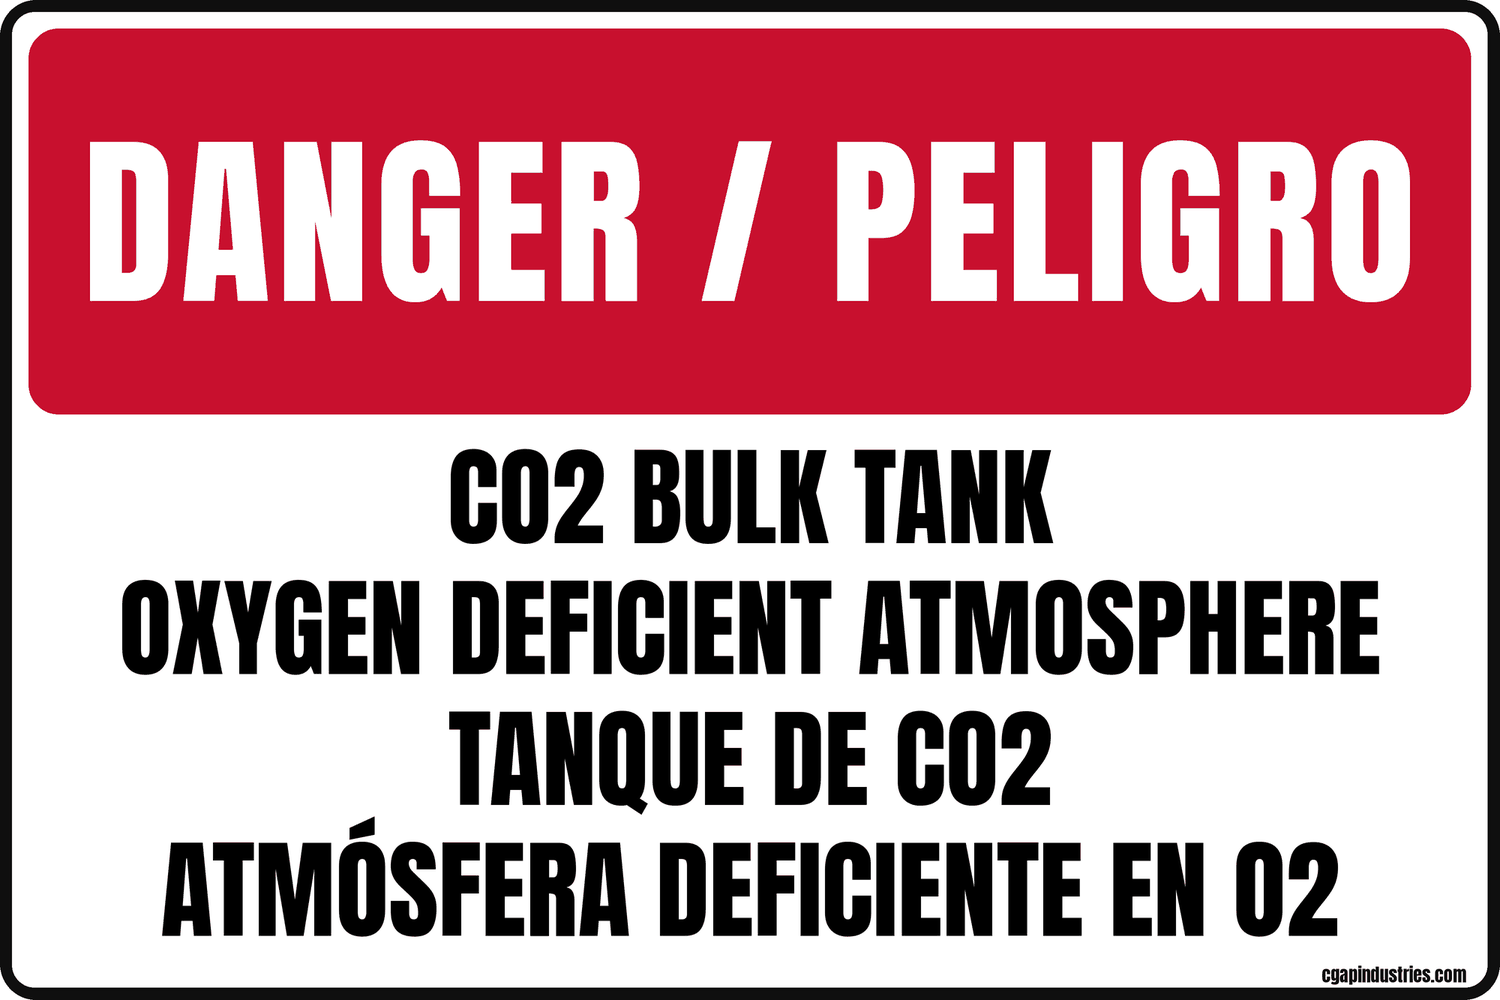 DANGER / PELIGRO
CO2 BULK TANK
OXYGEN DEFICIENT ATMOSPHERE
TANQUE DE CO2
ATMÓSFERA DEFICIENTE EN O2
cgapindustries.com